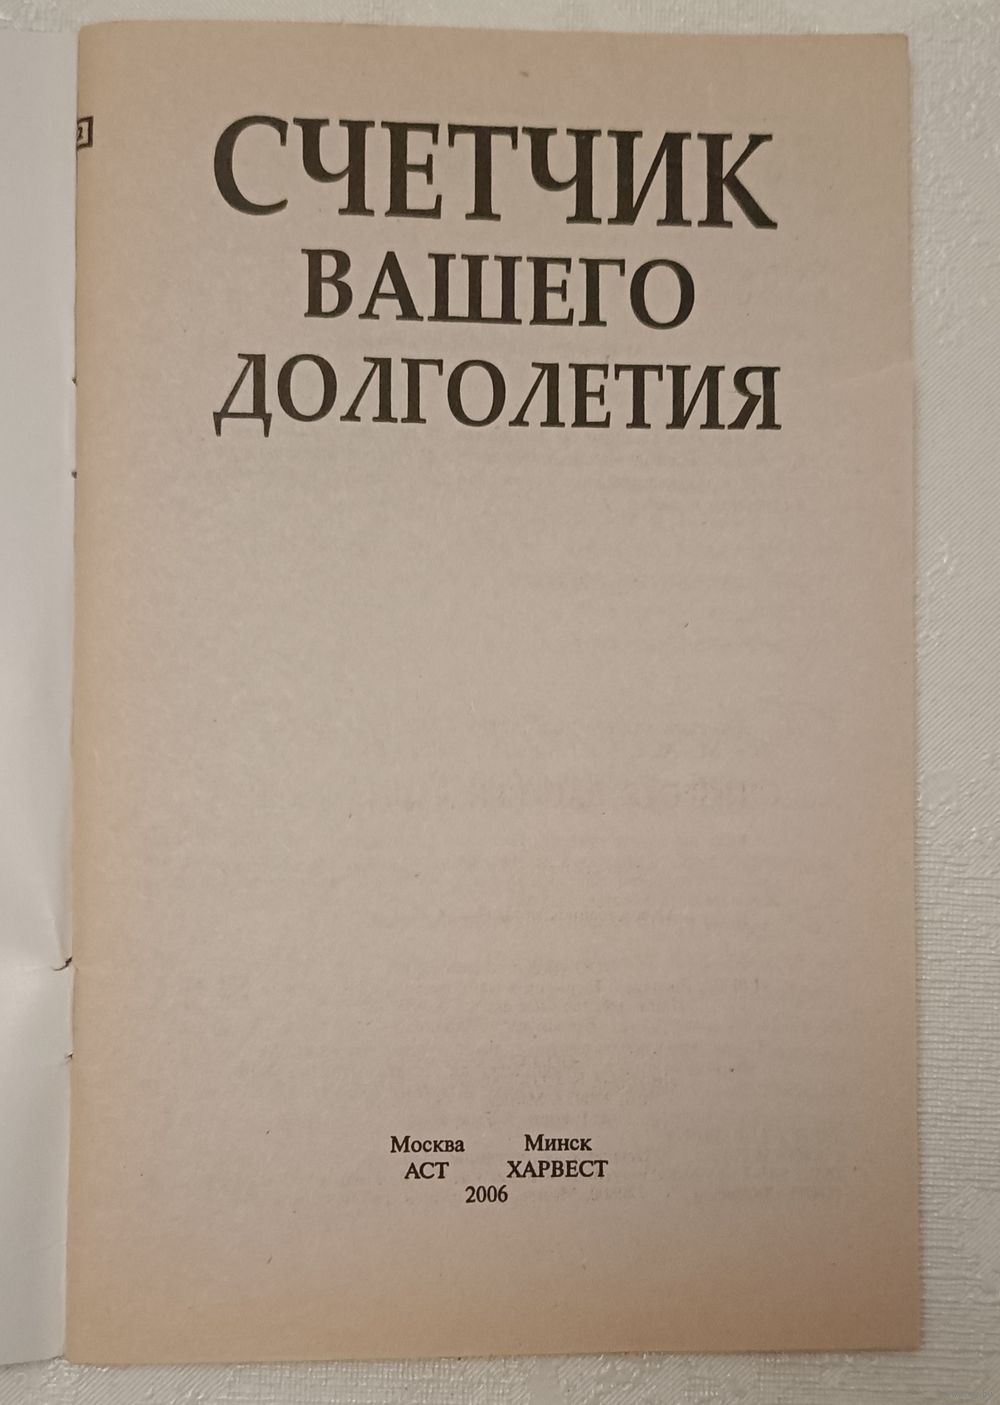 СЧЕТЧИК
ВАШЕГО
ДОЛГОЛЕТИЯ
Москва Минск
АСТ ХАРВЕСТ
2006